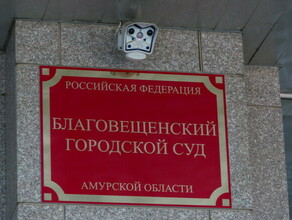 РОССИЙСКАЯ ФЕДЕРАЦИЯ
БЛАГОВЕЩЕНСКИЙ
ГОРОДСКОЙ СУД
АМУРСКОЙ ОБЛАСТИ